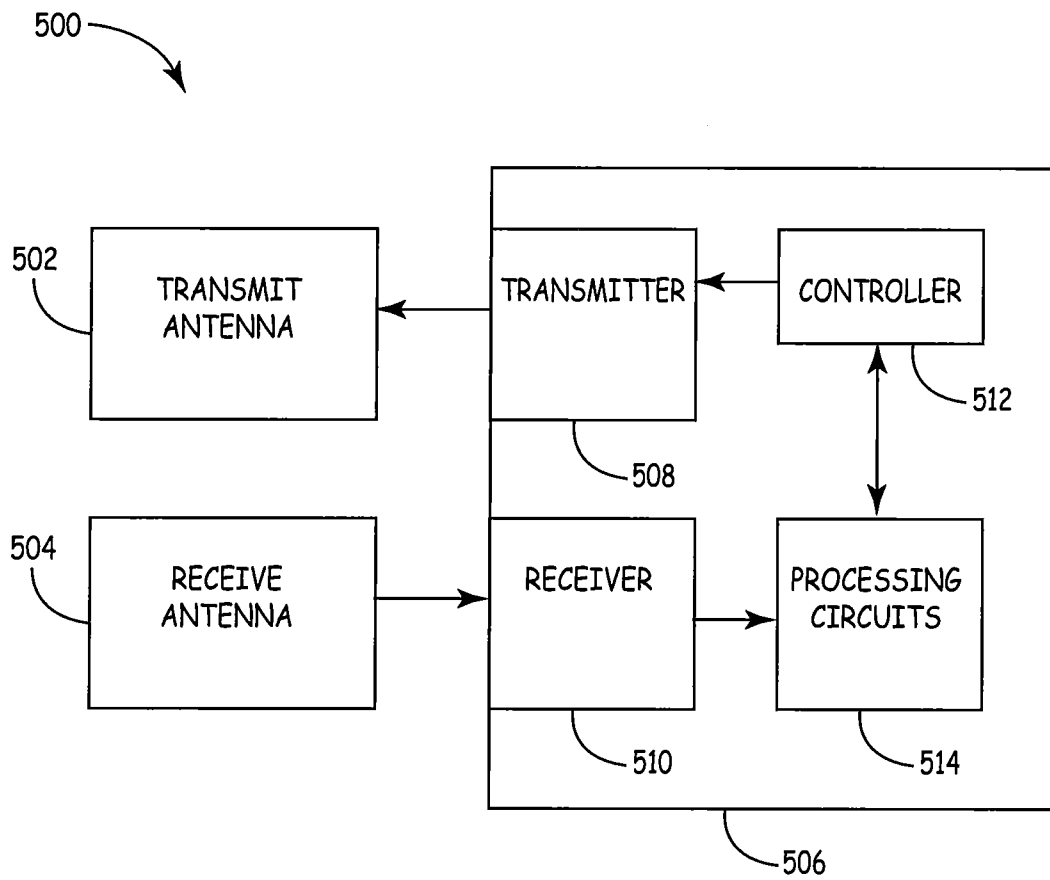 500
502
TRANSMIT
ANTENNA
TRANSMITTER
CONTROLLER
512
508
504
RECEIVE
ANTENNA
RECEIVER
PROCESSING
CIRCUITS
510
514
506